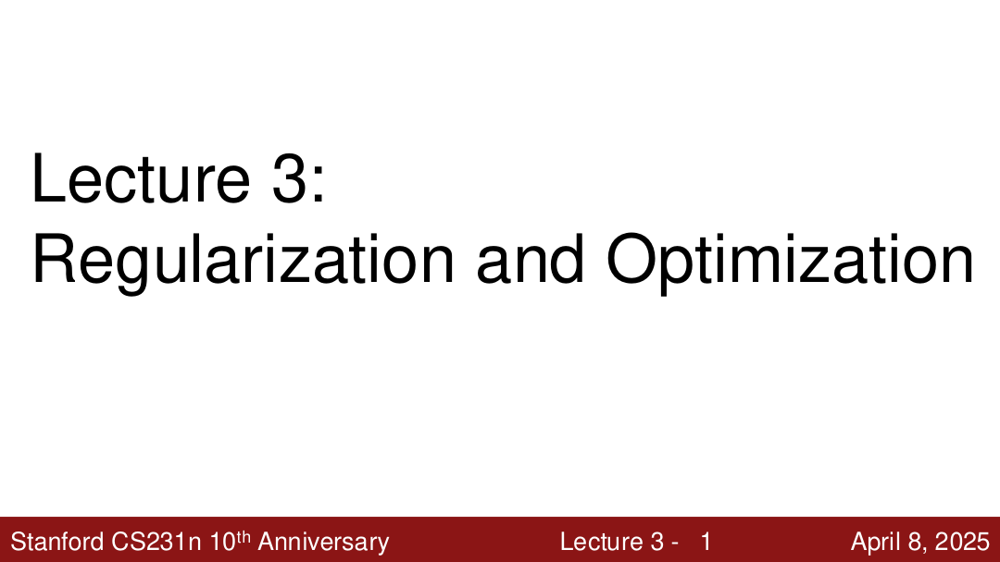 Lecture 3:
Regularization and Optimization
Stanford CS231n 10th Anniversary
Lecture 3 - 1
April 8, 2025